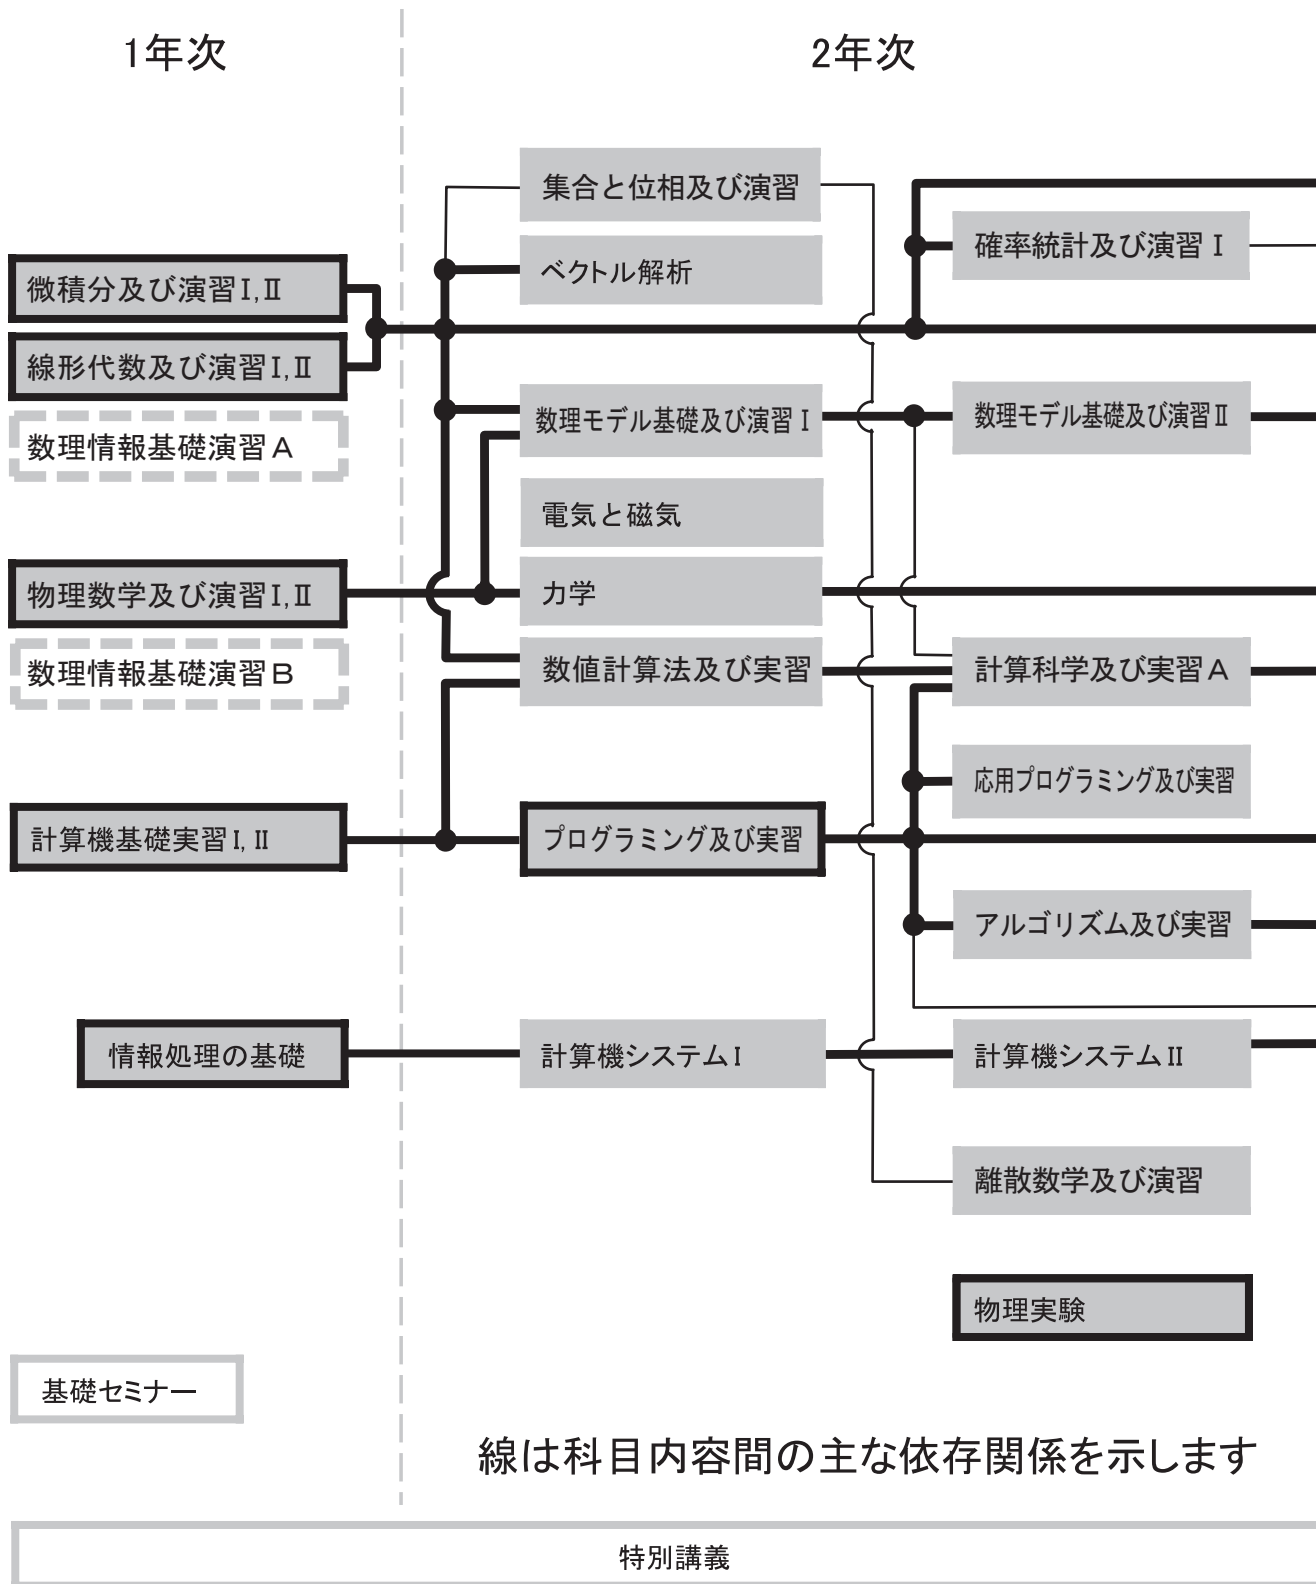 1年次
2年次
集合と位相及び演習
ベクトル解析
確率統計及び演習Ⅰ
微積分及び演習Ⅰ,Ⅱ
線形代数及び演習Ⅰ,Ⅱ
数理情報基礎演習A
数理モデル基礎及び演習Ⅰ
数理モデル基礎及び演習Ⅱ
電気と磁気
物理数学及び演習Ⅰ,Ⅱ
力学
数理情報基礎演習B
数値計算法及び実習
計算科学及び実習A
応用プログラミング及び実習
計算機基礎実習Ⅰ,Ⅱ
プログラミング及び実習
アルゴリズム及び実習
情報処理の基礎
計算機システムⅠ
計算機システムⅡ
離散数学及び演習
物理実験
基礎セミナー
線は科目内容間の主な依存関係を示します
特別講義